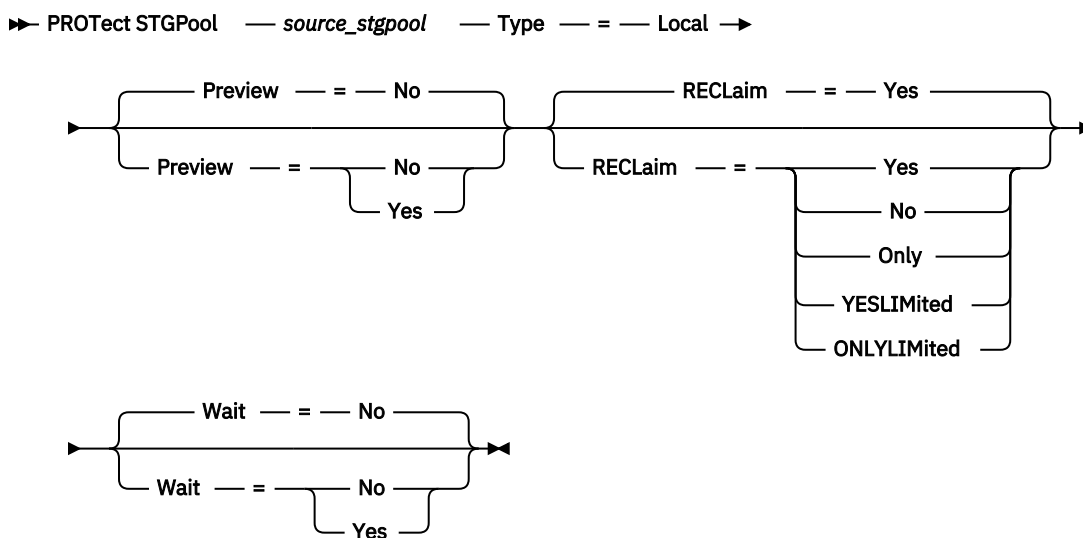 PROTect STGPool source_stgpool Type = Local
Preview = No RECLaim = Yes
Preview = No RECLaim = Yes
Yes No
Only
YESLIMited
ONLYLIMited
Wait = No
Wait = No
Yes